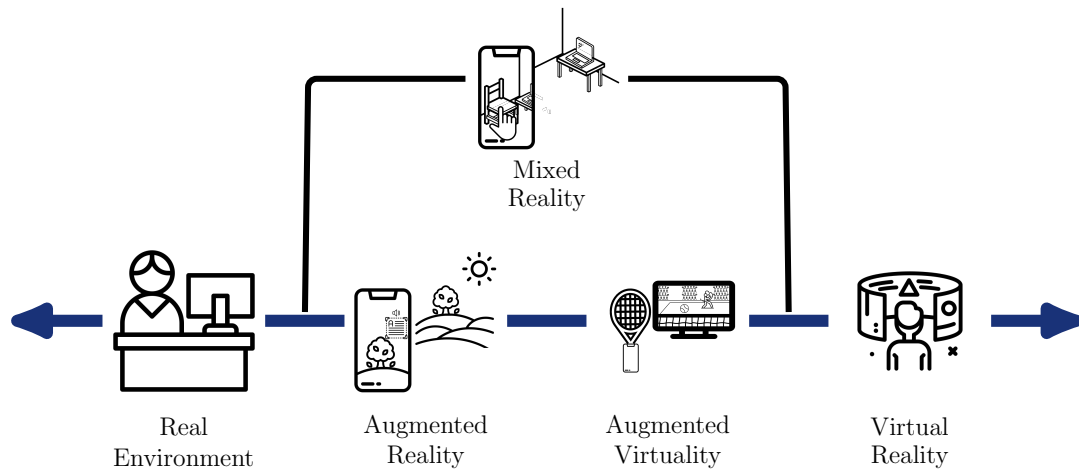 Mixed
Reality
Real
Environment
Augmented
Reality
Augmented
Virtuality
Virtual
Reality